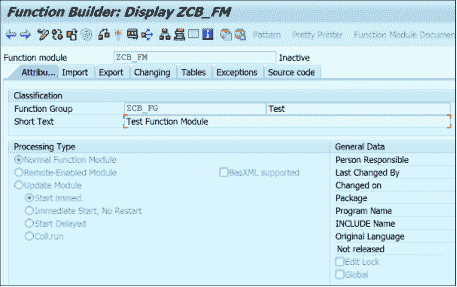 Function Builder: Display ZCB_FM
Pattern Pretty Printer Function Module Documen
Function module ZCB_FM Inactive
Attribu... Import Export Changing Tables Exceptions Source code
Classification
Function Group ZCB_FG Test
Short Text Test Function Module
Processing Type
Normal Function Module
Remote-Enabled Module BasXML supported
Update Module
Start immed.
Immediate Start, No Restart
Start Delayed
Coll.run
General Data
Person Responsible
Last Changed By
Changed on
Package
Program Name
INCLUDE Name
Original Language
Not released
Edit Lock
Global